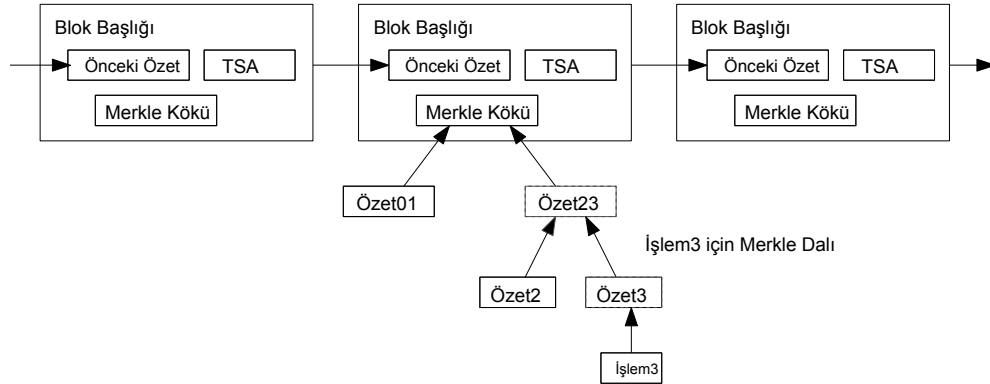 Blok Başlığı Blok Başlığı Blok Başlığı
Önceki Özet TSA Önceki Özet TSA Önceki Özet TSA
Merkle Kökü Merkle Kökü Merkle Kökü
Özet01 Özet23
İşlem3 için Merkle Dalı
Özet2 Özet3
İşlem3